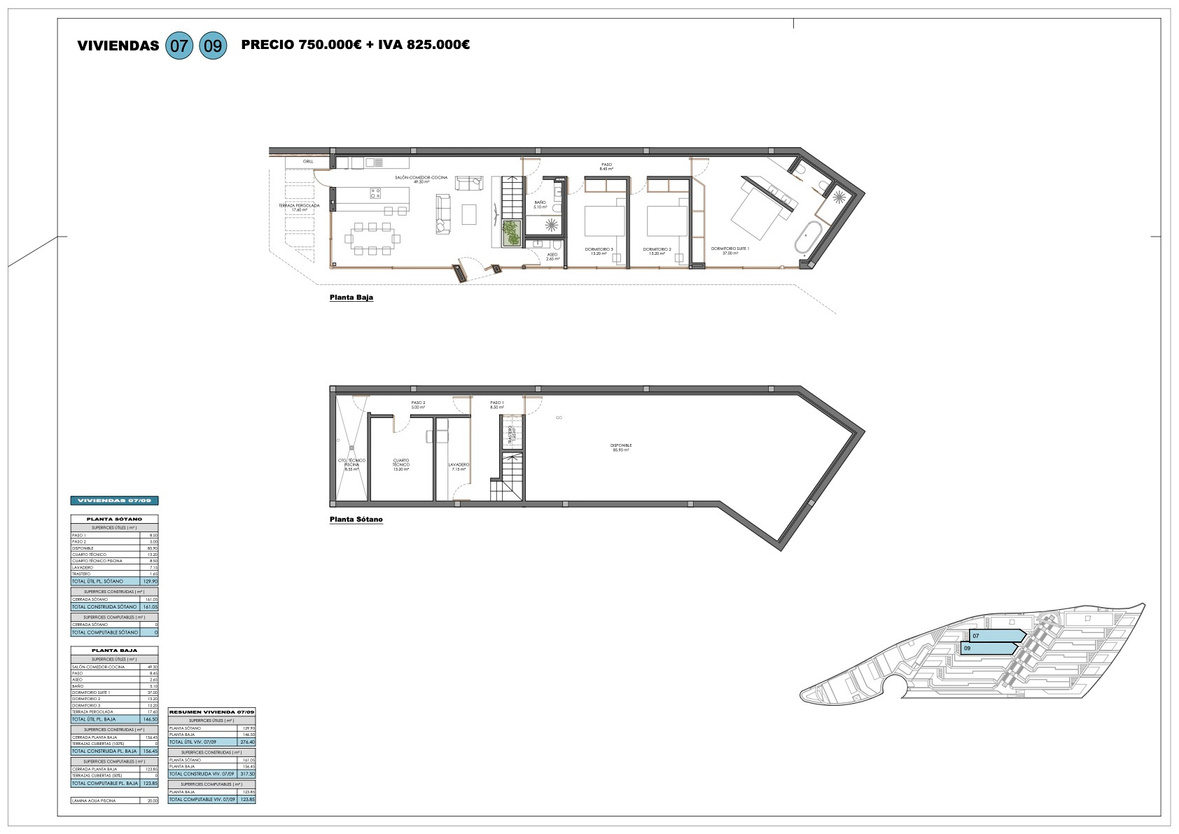 VIVIENDAS 07 09 PRECIO 750.000€ + IVA 825.000€
GRILL
TERRAZA PERGOLADA
17.60 m²
SALÓN-COMEDOR-COCINA
49.30 m²
BAÑO
5.10 m²
ASEO
2.65 m²
PASO
8.45 m²
DORMITORIO 3
13.20 m²
DORMITORIO 2
13.20 m²
DORMITORIO SUITE 1
37.00 m²
Planta Baja
CTO. TÉCNICO
PISCINA
8.55 m²
PASO 2
5.00 m²
CUARTO
TÉCNICO
13.20 m²
LAVADERO
7.15 m²
PASO 1
TRASTERO
DISPONIBLE
80.90 m²
Planta Sótano
VIVIENDAS 07/09
PLANTA SÓTANO
SUPERFICIES ÚTILES ( m² )
PASO 1
PASO 2 5.00
DISPONIBLE 80.90
CUARTO TÉCNICO 13.20
CUARTO TÉCNICO PISCINA
LAVADERO 7.15
TRASTERO
TOTAL ÚTIL PL. SÓTANO 129.90
SUPERFICIES CONSTRUIDAS ( m² )
CERRADA SÓTANO 161.05
TOTAL CONSTRUIDA SÓTANO 161.05
SUPERFICIES COMPUTABLES ( m² )
CERRADA SÓTANO 0
TOTAL COMPUTABLE SÓTANO 0
PLANTA BAJA
SUPERFICIES ÚTILES ( m² )
SALÓN-COMEDOR-COCINA 49.30
PASO 8.45
ASEO 2.65
BAÑO 5.10
DORMITORIO SUITE 1 37.00
DORMITORIO 2 13.20
DORMITORIO 3 13.20
TERRAZA PERGOLADA 17.60
TOTAL ÚTIL PL. BAJA 146.50
SUPERFICIES CONSTRUIDAS ( m² )
CERRADA PLANTA BAJA 156.45
TERRAZAS CUBIERTAS (100%) 0
TOTAL CONSTRUIDA PL. BAJA 156.45
SUPERFICIES COMPUTABLES ( m² )
CERRADA PLANTA BAJA 123.85
TERRAZAS CUBIERTAS (50%) 0
TOTAL COMPUTABLE PL. BAJA 123.85
LAMINA AGUA PISCINA 20.00
RESUMEN VIVIENDA 07/09
SUPERFICIES ÚTILES ( m² )
PLANTA SÓTANO 129.90
PLANTA BAJA 146.50
TOTAL ÚTIL VIV. 07/09 276.40
SUPERFICIES CONSTRUIDAS ( m² )
PLANTA SÓTANO 161.05
PLANTA BAJA 156.45
TOTAL CONSTRUIDA VIV. 07/09 317.50
SUPERFICIES COMPUTABLES ( m² )
PLANTA BAJA 123.85
TOTAL COMPUTABLE VIV. 07/09 123.85
07
09